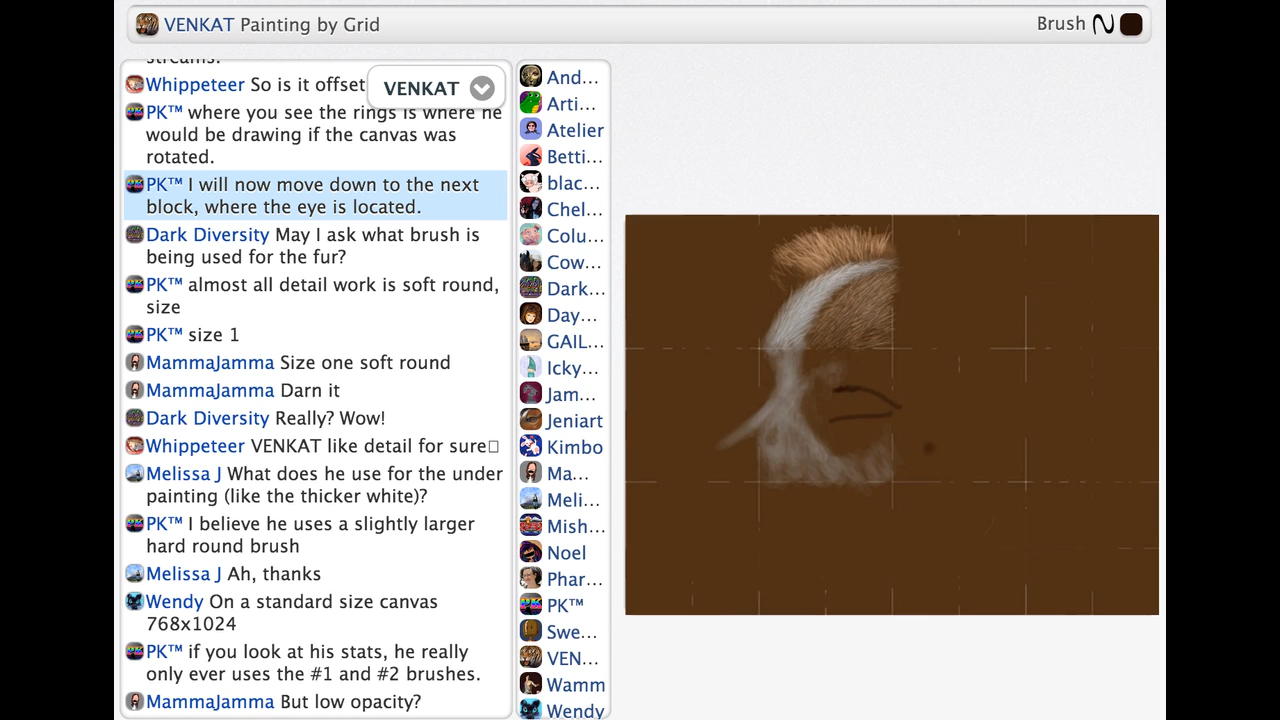 VENKAT Painting by Grid
Brush
streams.
Whippeteer So is it offset
VENKAT
PK™ where you see the rings is where he
would be drawing if the canvas was
rotated.
PK™ I will now move down to the next
block, where the eye is located.
Dark Diversity May I ask what brush is
being used for the fur?
PK™ almost all detail work is soft round,
size
PK™ size 1
MammaJamma Size one soft round
MammaJamma Darn it
Dark Diversity Really? Wow!
Whippeteer VENKAT like detail for sure
Melissa J What does he use for the under
painting (like the thicker white)?
PK™ I believe he uses a slightly larger
hard round brush
Melissa J Ah, thanks
Wendy On a standard size canvas
768x1024
PK™ if you look at his stats, he really
only ever uses the #1 and #2 brushes.
MammaJamma But low opacity?
And...
Arti...
Atelier
Betti...
blac...
Chel...
Colu...
Cow...
Dark...
Day...
GAIL...
Icky...
Jam...
Jeniart
Kimbo
Ma...
Meli...
Mish...
Noel
Phar...
PK™
Swe...
VEN...
Wamm
Wendy